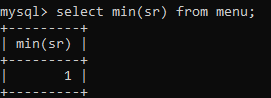 mysql> select min(sr) from menu;
+---------+
| min(sr) |
+---------+
|       1 |
+---------+